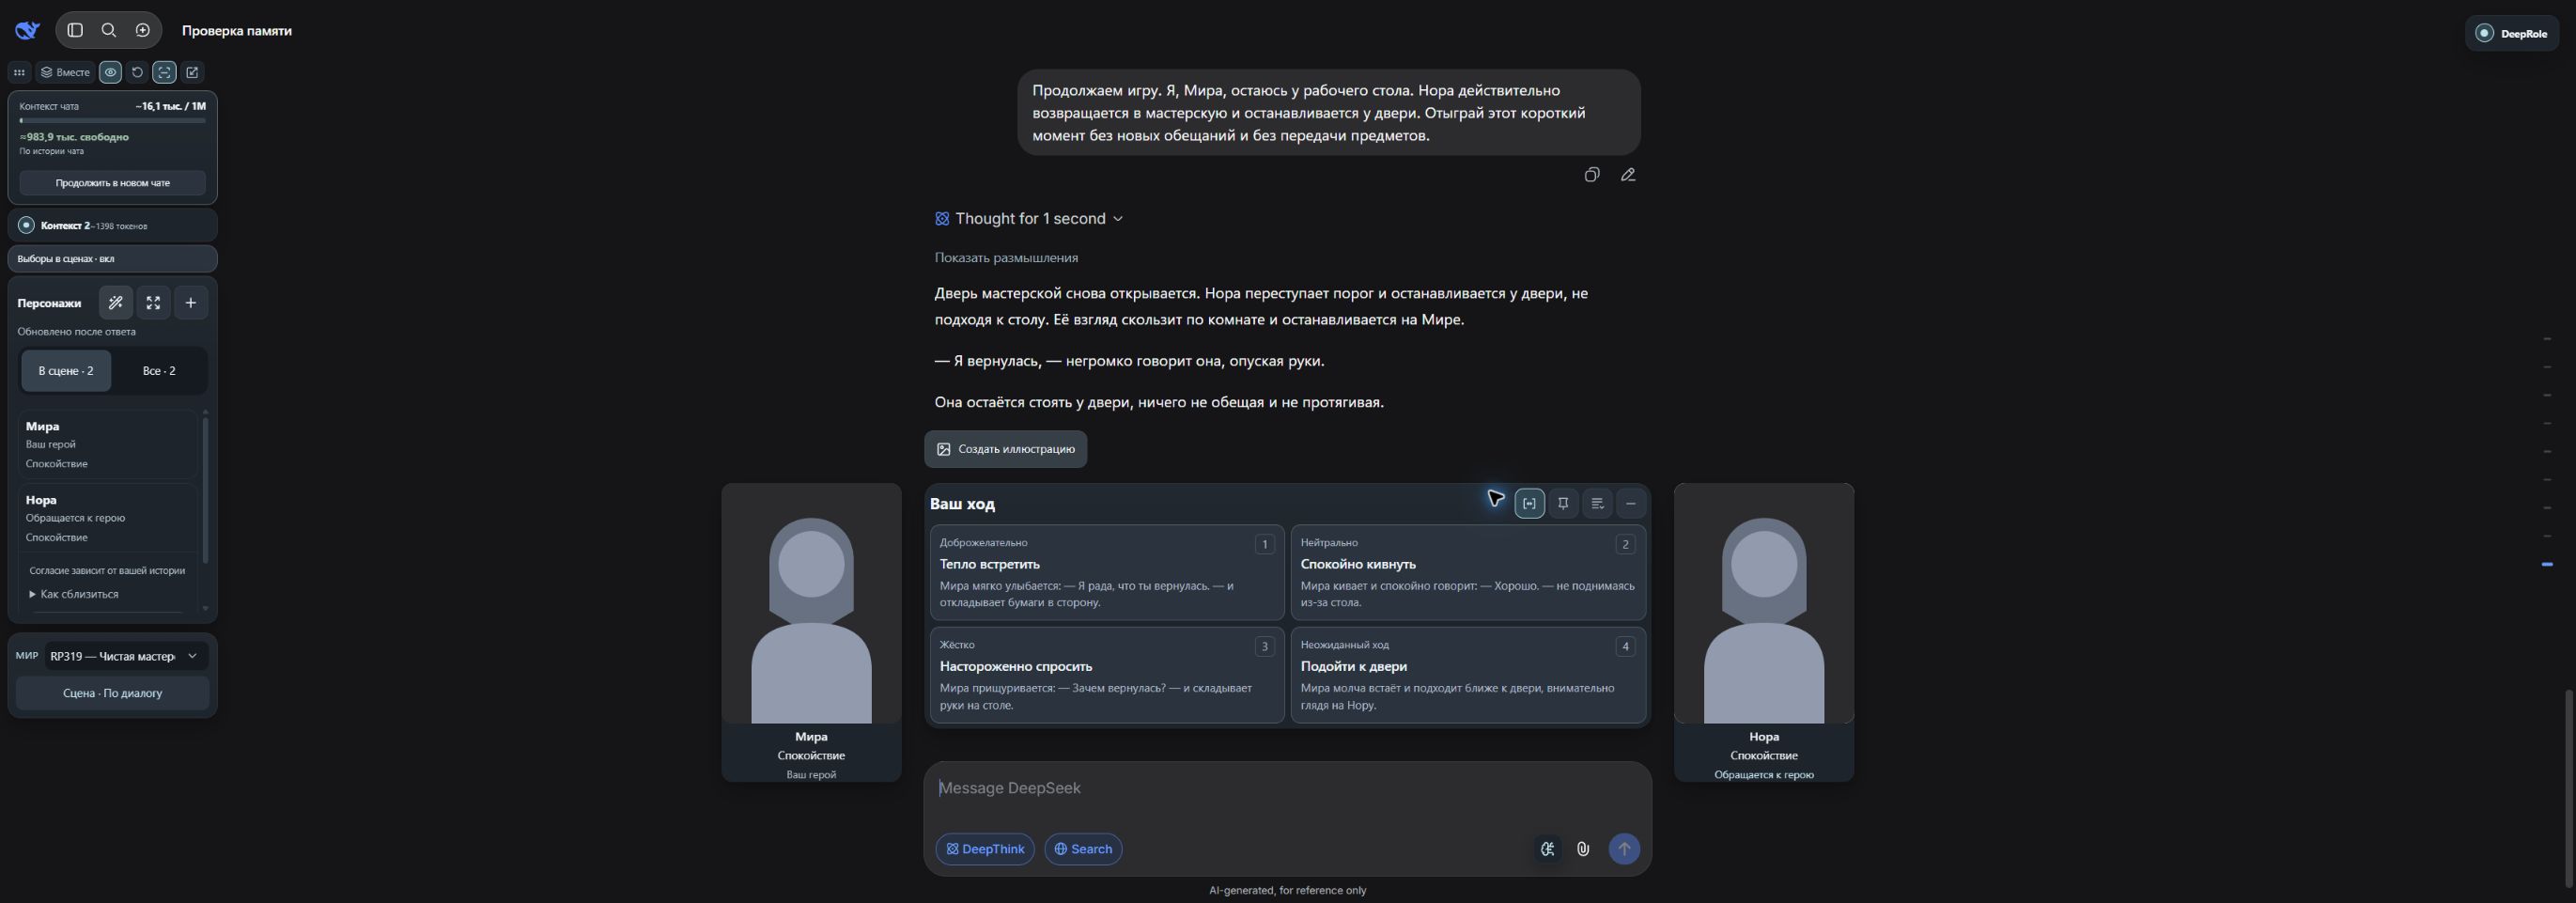 Проверка памяти
DeepRole
Вместе
Контекст чата
~16,1 тыс. / 1M
≈983,9 тыс. свободно
По истории чата
Продолжить в новом чате
Контекст 2 ~1398 токенов
Выборы в сценах · вкл
Персонажи
Обновлено после ответа
В сцене · 2
Все · 2
Мира
Ваш герой
Спокойствие
Нора
Обращается к герою
Спокойствие
Согласие зависит от вашей истории
Как сблизиться
МИР
RP319 — Чистая мастер
Сцена · По диалогу
Продолжаем игру. Я, Мира, остаюсь у рабочего стола. Нора действительно
возвращается в мастерскую и останавливается у двери. Отыграй этот короткий
момент без новых обещаний и без передачи предметов.
Thought for 1 second
Показать размышления
Дверь мастерской снова открывается. Нора переступает порог и останавливается у двери, не
подходя к столу. Её взгляд скользит по комнате и останавливается на Мире.
— Я вернулась, — негромко говорит она, опуская руки.
Она остаётся стоять у двери, ничего не обещая и не протягивая.
Создать иллюстрацию
Ваш ход
Доброжелательно
1
Тепло встретить
Мира мягко улыбается: — Я рада, что ты вернулась. — и
откладывает бумаги в сторону.
Нейтрально
2
Спокойно кивнуть
Мира кивает и спокойно говорит: — Хорошо. — не поднимаясь
из-за стола.
Жёстко
3
Настороженно спросить
Мира прищуривается: — Зачем вернулась? — и складывает
руки на столе.
Неожиданный ход
4
Подойти к двери
Мира молча встаёт и подходит ближе к двери, внимательно
глядя на Нору.
Мира
Спокойствие
Ваш герой
Нора
Спокойствие
Обращается к герою
Message DeepSeek
DeepThink
Search
AI-generated, for reference only